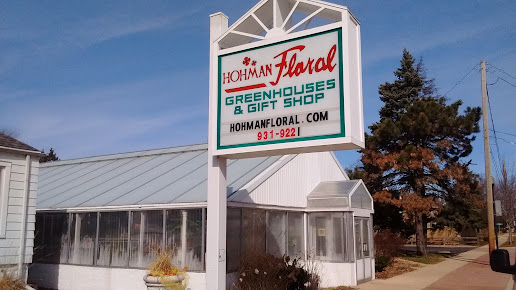 HOHMAN Floral
GREENHOUSES
& GIFT SHOP
HOHMANFLORAL.COM
931-9221